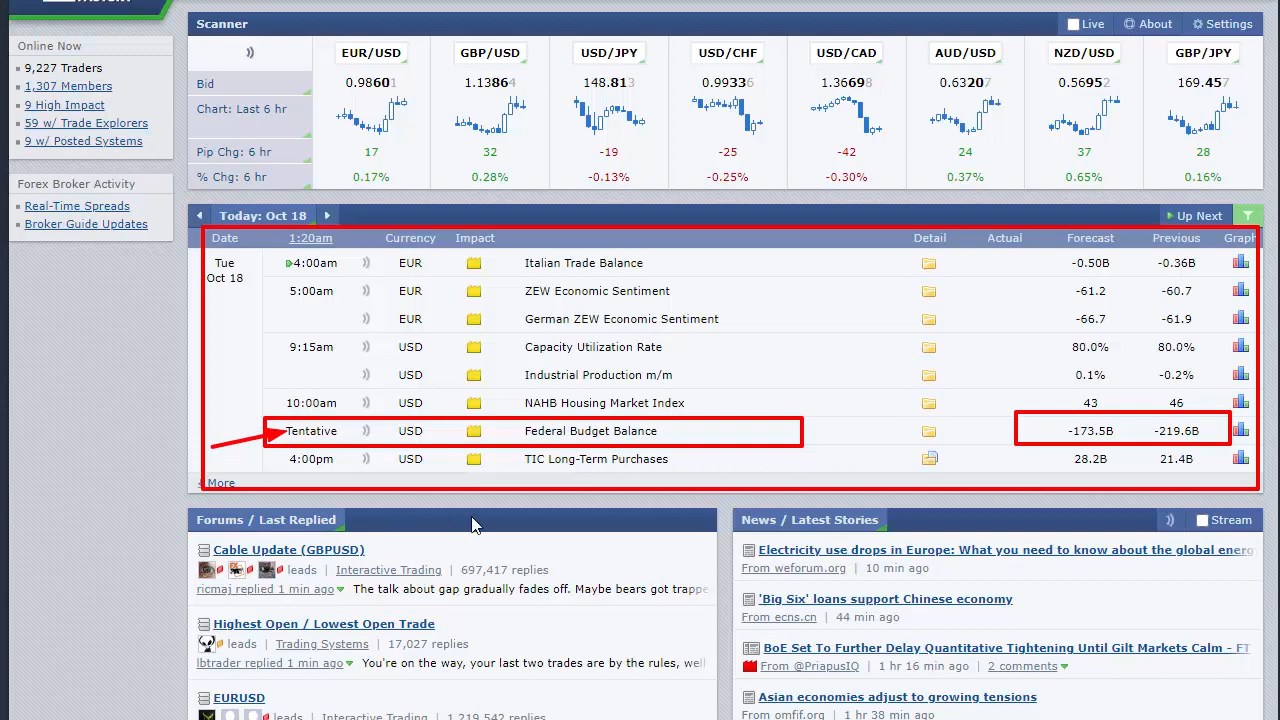 Online Now
9,227 Traders
1,307 Members
9 High Impact
59 w/ Trade Explorers
9 w/ Posted Systems
Forex Broker Activity
Real-Time Spreads
Broker Guide Updates
Scanner Live About Settings
EUR/USD GBP/USD USD/JPY USD/CHF USD/CAD AUD/USD NZD/USD GBP/JPY
Bid 0.98601 1.13864 148.813 0.99336 1.36698 0.63207 0.56952 169.457
Chart: Last 6 hr
Pip Chg: 6 hr 17 32 -19 -25 -42 24 37 28
% Chg: 6 hr 0.17% 0.28% -0.13% -0.25% -0.30% 0.37% 0.65% 0.16%
Today: Oct 18 Up Next
Date 1:20am Currency Impact Detail Actual Forecast Previous Graph
Tue 4:00am EUR Italian Trade Balance -0.50B -0.36B
Oct 18
5:00am EUR ZEW Economic Sentiment -61.2 -60.7
EUR German ZEW Economic Sentiment -66.7 -61.9
9:15am USD Capacity Utilization Rate 80.0% 80.0%
USD Industrial Production m/m 0.1% -0.2%
10:00am USD NAHB Housing Market Index 43 46
Tentative USD Federal Budget Balance -173.5B -219.6B
4:00pm USD TIC Long-Term Purchases 28.2B 21.4B
More
Forums / Last Replied
Cable Update (GBPUSD)
leads | Interactive Trading | 697,417 replies
ricmaj replied 1 min ago The talk about gap gradually fades off. Maybe bears got trappe
Highest Open / Lowest Open Trade
leads | Trading Systems | 17,027 replies
lbtrader replied 1 min ago You're on the way, your last two trades are by the rules, well
EURUSD
leads | Interactive Trading | 1,219,542 replies
News / Latest Stories Stream
Electricity use drops in Europe: What you need to know about the global energ
From weforum.org | 10 min ago
'Big Six' loans support Chinese economy
From ecns.cn | 44 min ago
BoE Set To Further Delay Quantitative Tightening Until Gilt Markets Calm - FT
From @PriapusIQ | 1 hr 16 min ago | 2 comments
Asian economies adjust to growing tensions
From omfif.org | 1 hr 38 min ago